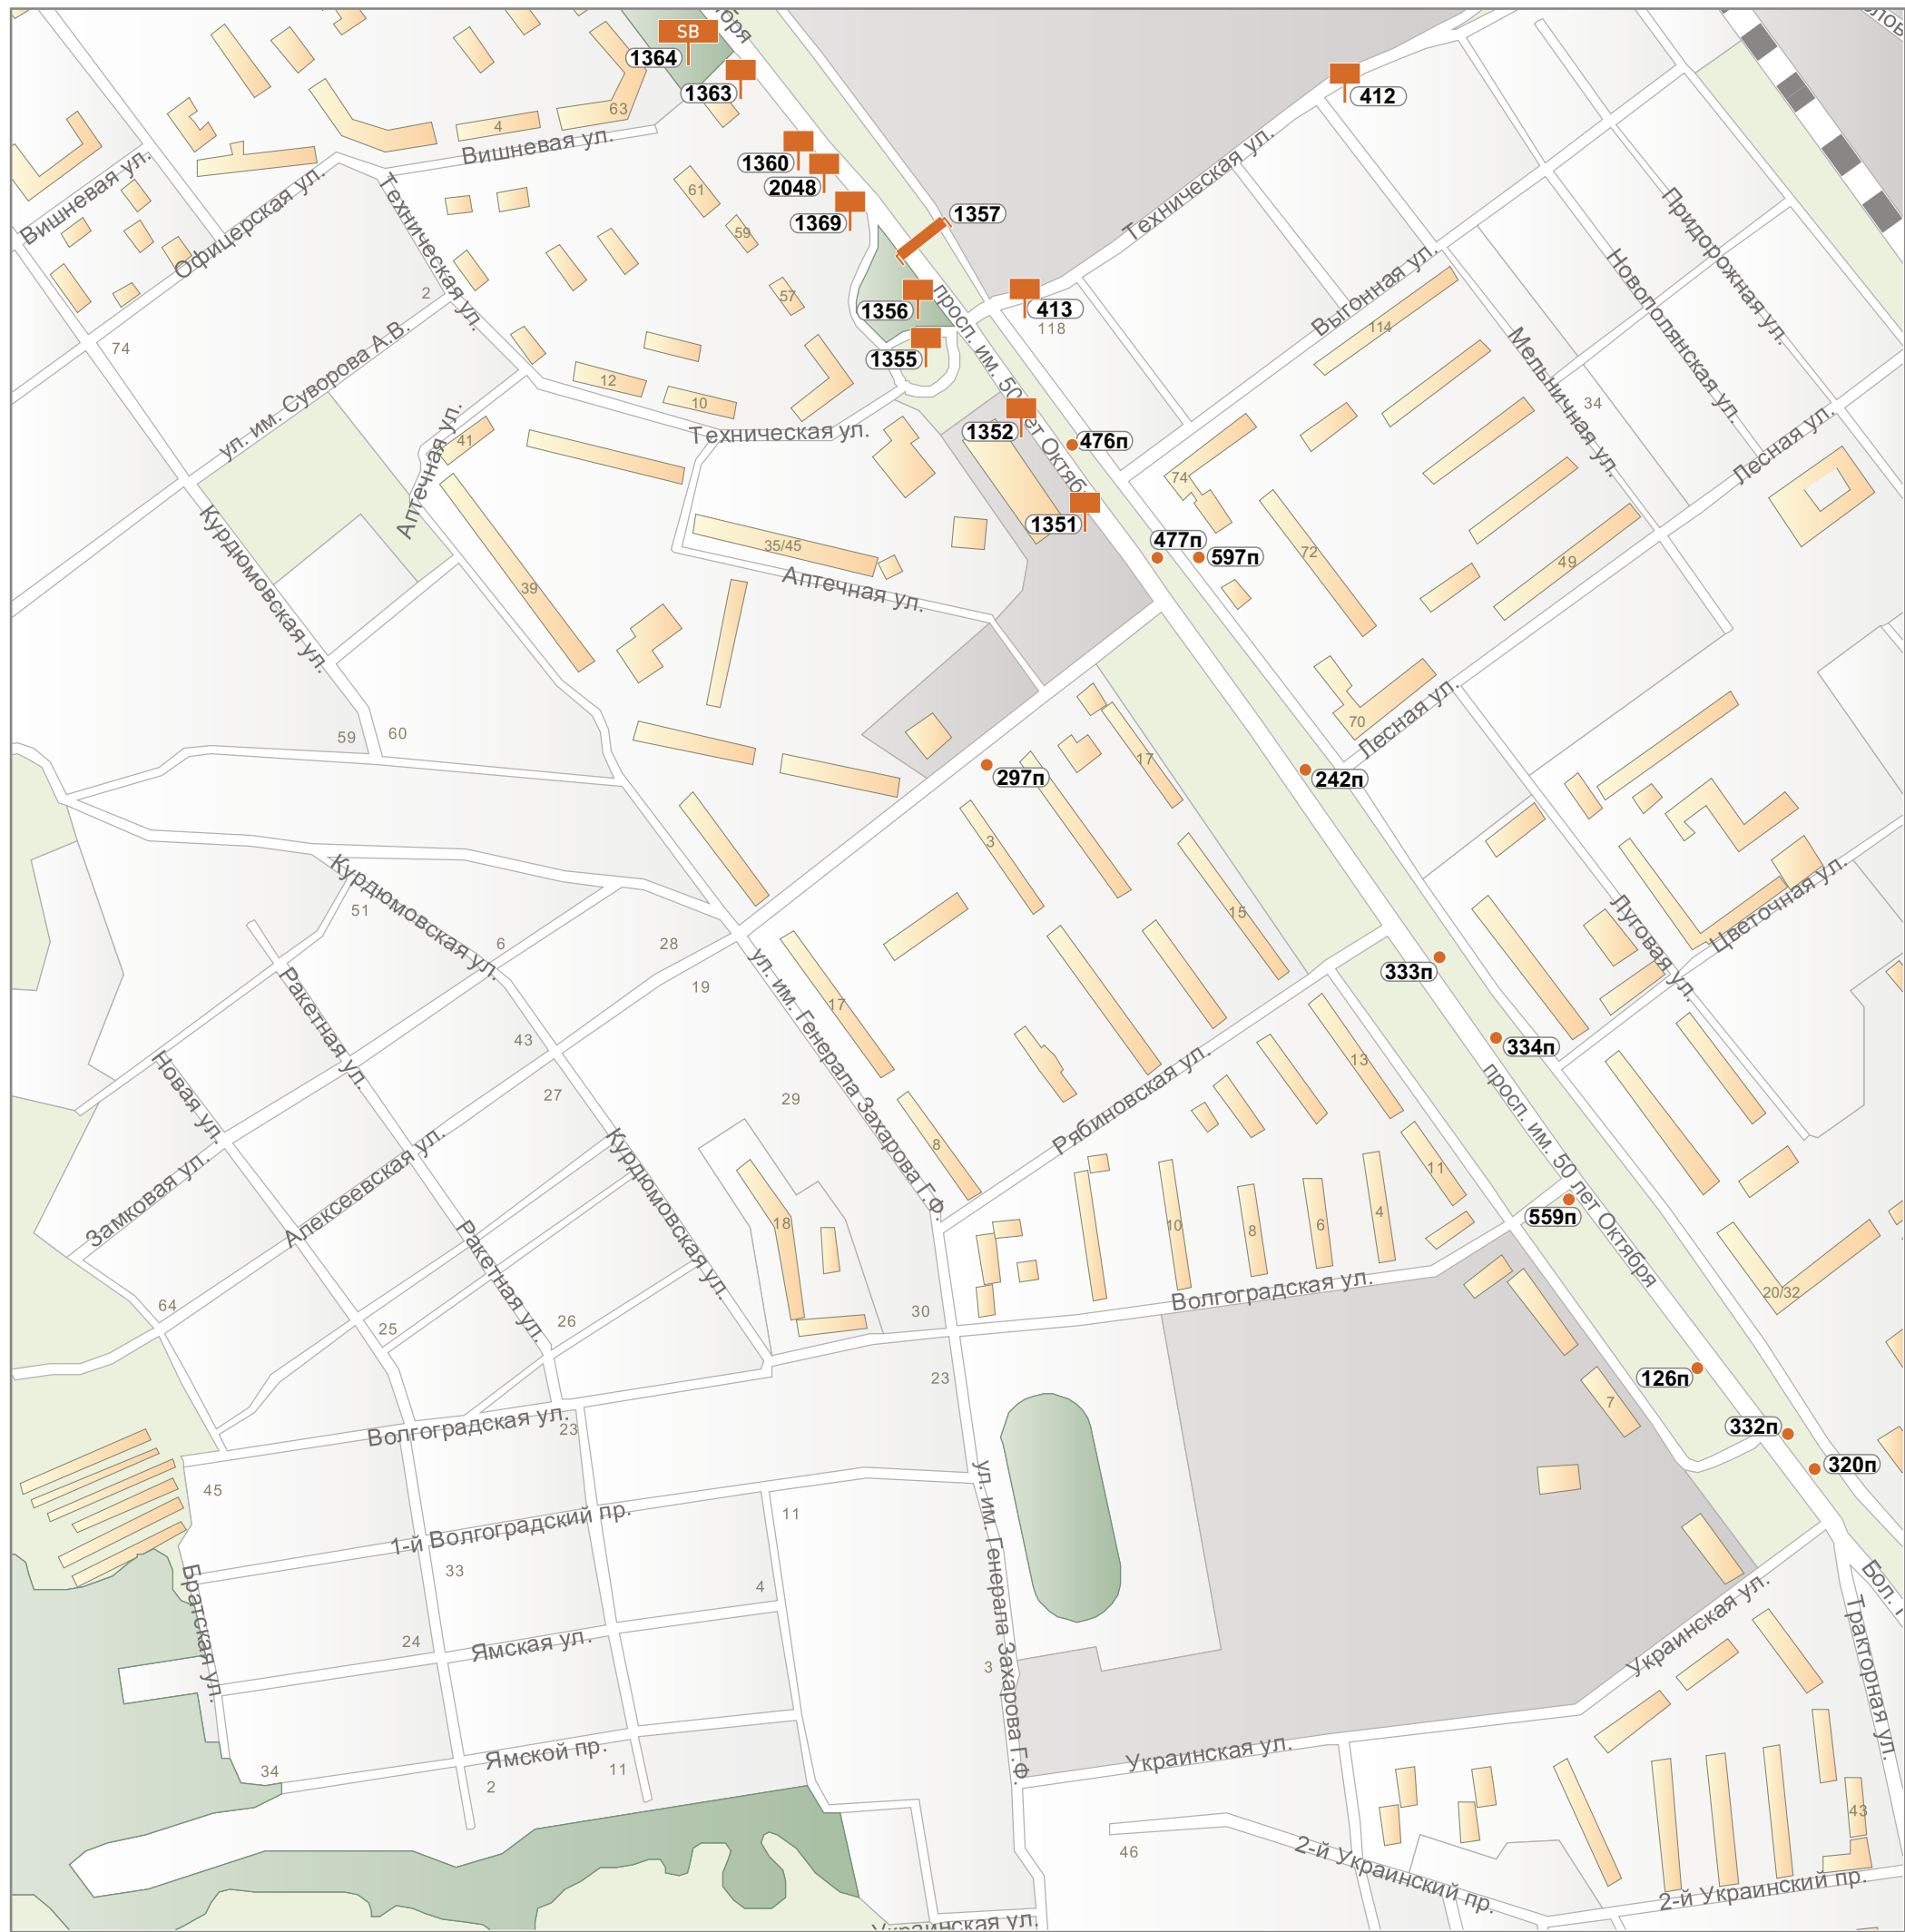 бря
SB
1364
1363
412
63
4
Вишневая ул.
1360
2048
1369
1357
Вишневая ул.
Офицерская ул.
Техническая ул.
Техническая ул.
61
59
57
2
1356
413
118
просп. им. 50 лет Октября
Придорожная ул.
Новополянская ул.
Выгонная ул.
114
Мельничная ул.
34
74
ул. им. Суворова А.В.
1355
12
10
Техническая ул.
1352
476п
Лесная ул.
Аптечная ул.
41
74
1351
477п
597п
72
49
35/45
Аптечная ул.
Курдюмовская ул.
39
70
Лесная ул.
59
60
297п
17
242п
3
15
Курдюмовская ул.
51
6
28
19
ул. им. Генерала Захарова Г.Ф.
17
333п
334п
Луговая ул.
Цветочная ул.
Ракетная ул.
43
27
Новая ул.
29
8
Рябиновская ул.
13
11
просп. им. 50 лет Октября
Замковая ул.
Алексеевская ул.
Курдюмовская ул.
Ракетная ул.
18
10
8
6
4
559п
Волгоградская ул.
20/32
64
25
26
30
23
126п
7
332п
320п
Волгоградская ул.
23
45
1-й Волгоградский пр.
11
33
4
ул. им. Генерала Захарова Г.Ф.
Братская ул.
24
Ямская ул.
3
Украинская ул.
Тракторная ул.
Бол.
Ямской пр.
34
2
11
Украинская ул.
43
46
2-й Украинский пр.
2-й Украинский пр.
Украинская ул.